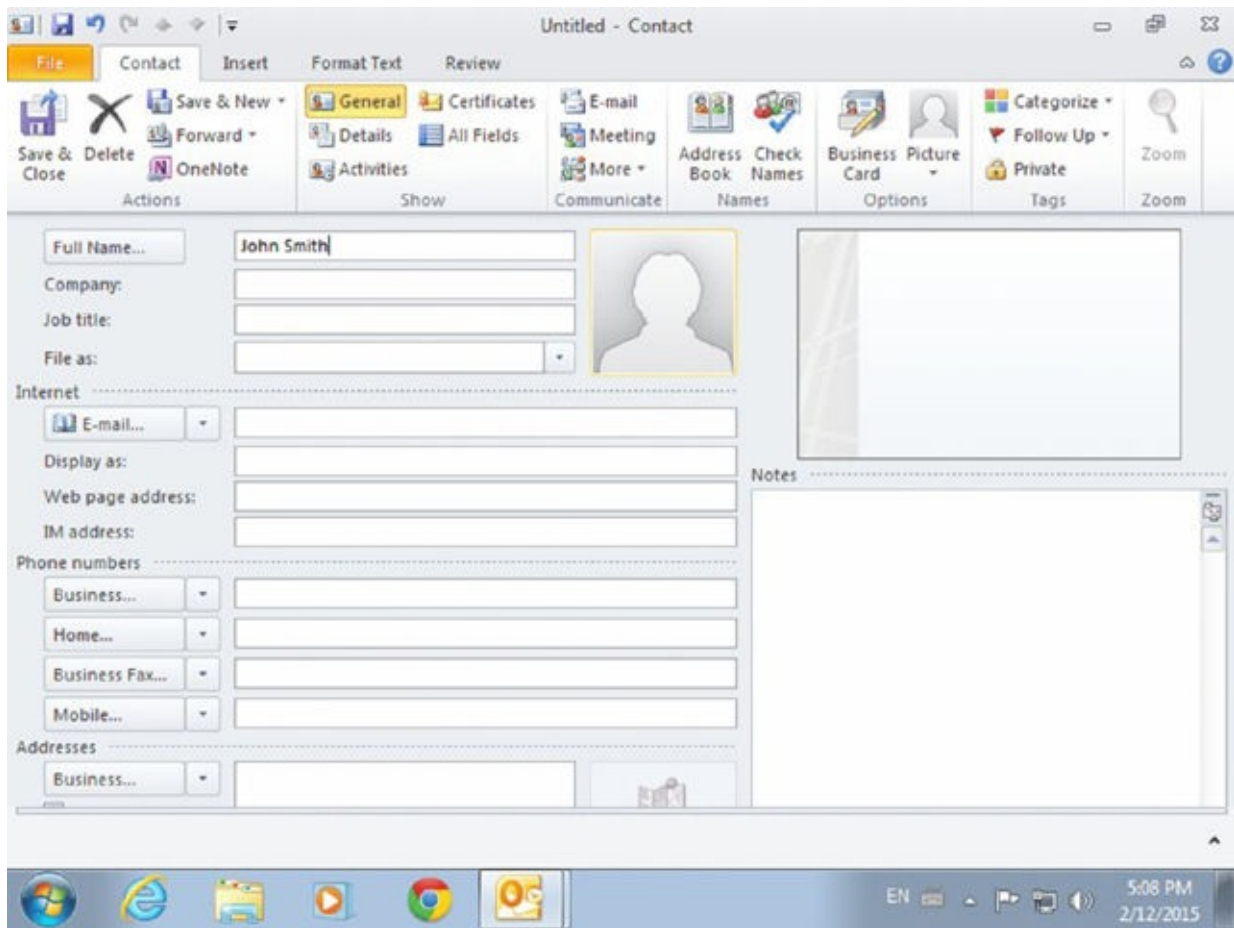 Untitled - Contact
File Contact Insert Format Text Review
Save & Close
Delete
Save & New
Forward
OneNote
Actions
General
Details
Activities
Certificates
All Fields
Show
E-mail
Meeting
More
Communicate
Address Book
Check Names
Names
Business Card
Picture
Options
Categorize
Follow Up
Private
Tags
Zoom
Zoom
Full Name... John Smith
Company:
Job title:
File as:
Internet
E-mail...
Display as:
Web page address:
IM address:
Phone numbers
Business...
Home...
Business Fax...
Mobile...
Addresses
Business...
Notes
EN
5:08 PM
2/12/2015